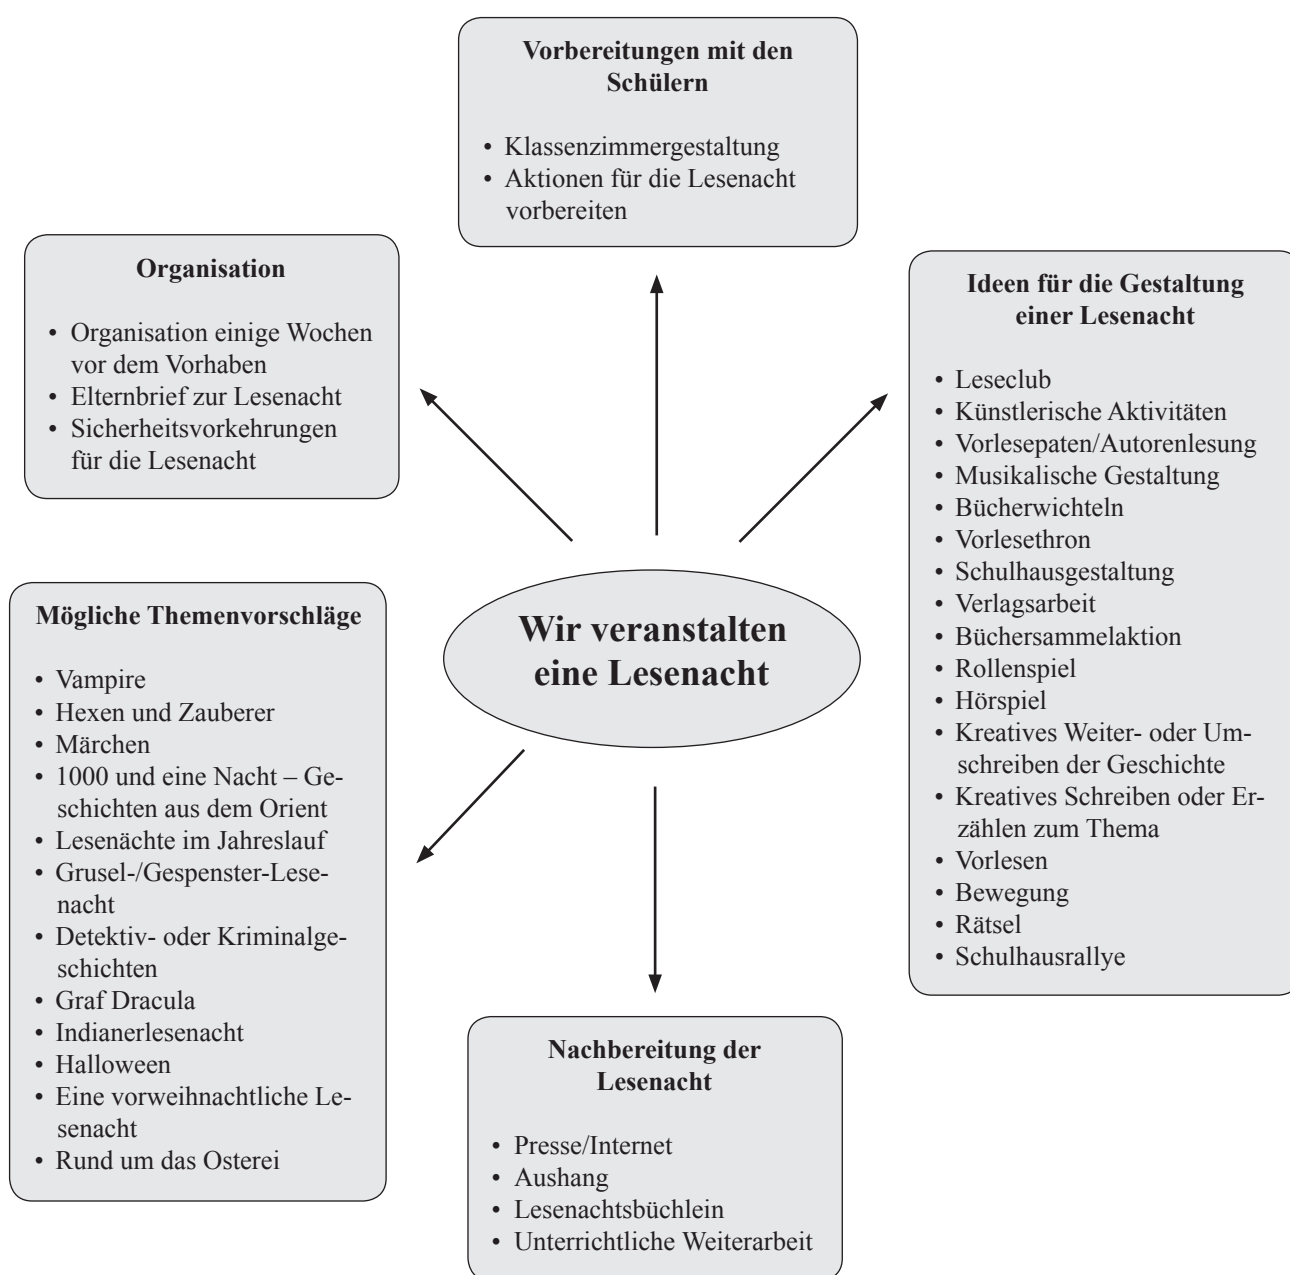 Vorbereitungen mit den
Schülern
• Klassenzimmergestaltung
• Aktionen für die Lesenacht
vorbereiten
Organisation
• Organisation einige Wochen
vor dem Vorhaben
• Elternbrief zur Lesenacht
• Sicherheitsvorkehrungen
für die Lesenacht
Ideen für die Gestaltung
einer Lesenacht
• Leseclub
• Künstlerische Aktivitäten
• Vorlesepaten/Autorenlesung
• Musikalische Gestaltung
• Bücherwichteln
• Vorlesethron
• Schulhausgestaltung
• Verlagsarbeit
• Büchersammelaktion
• Rollenspiel
• Hörspiel
• Kreatives Weiter- oder Um-
schreiben der Geschichte
• Kreatives Schreiben oder Er-
zählen zum Thema
• Vorlesen
• Bewegung
• Rätsel
• Schulhausrallye
Wir veranstalten
eine Lesenacht
Mögliche Themenvorschläge
• Vampire
• Hexen und Zauberer
• Märchen
• 1000 und eine Nacht – Ge-
schichten aus dem Orient
• Lesenächte im Jahreslauf
• Grusel-/Gespenster-Lese-
nacht
• Detektiv- oder Kriminalge-
schichten
• Graf Dracula
• Indianerlesenacht
• Halloween
• Eine vorweihnachtliche Le-
senacht
• Rund um das Osterei
Nachbereitung der
Lesenacht
• Presse/Internet
• Aushang
• Lesenachtsbüchlein
• Unterrichtliche Weiterarbeit